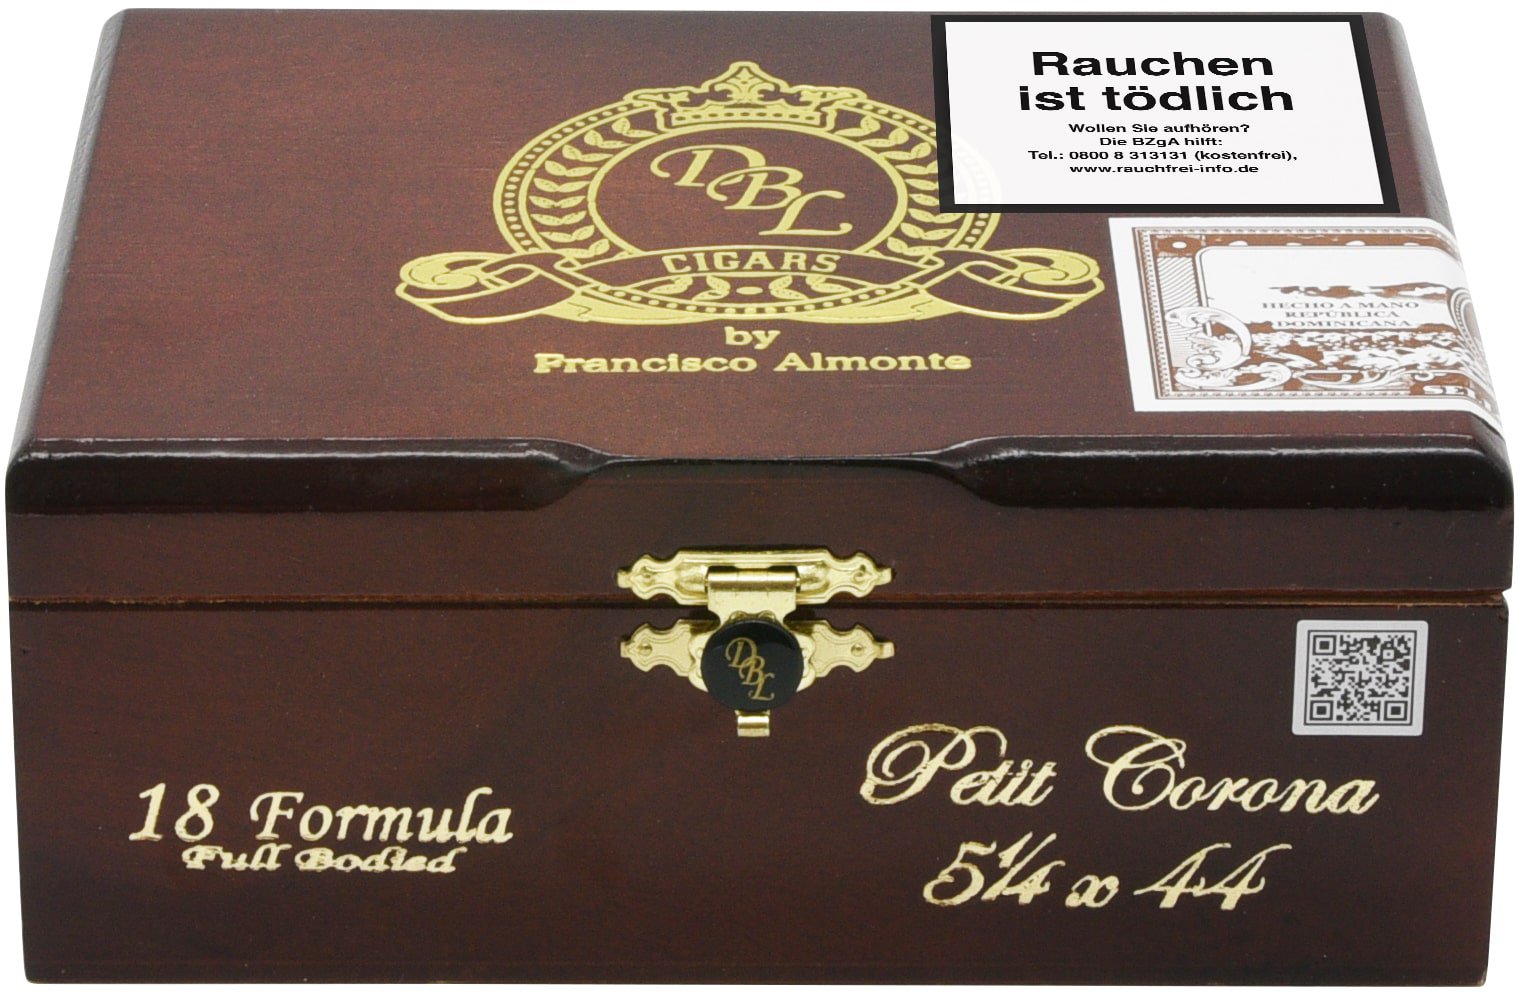 Rauchen
ist tödlich
Wollen Sie aufhören?
Die BZgA hilft:
Tel.: 0800 8 313131 (kostenfrei),
www.rauchfrei-info.de
DBL
CIGARS
by
Francisco Almonte
HECHO A MANO
REPÚBLICA
DOMINICANA
DBL
18 Formula
Full Bodied
Petit Corona
5¼ x 44